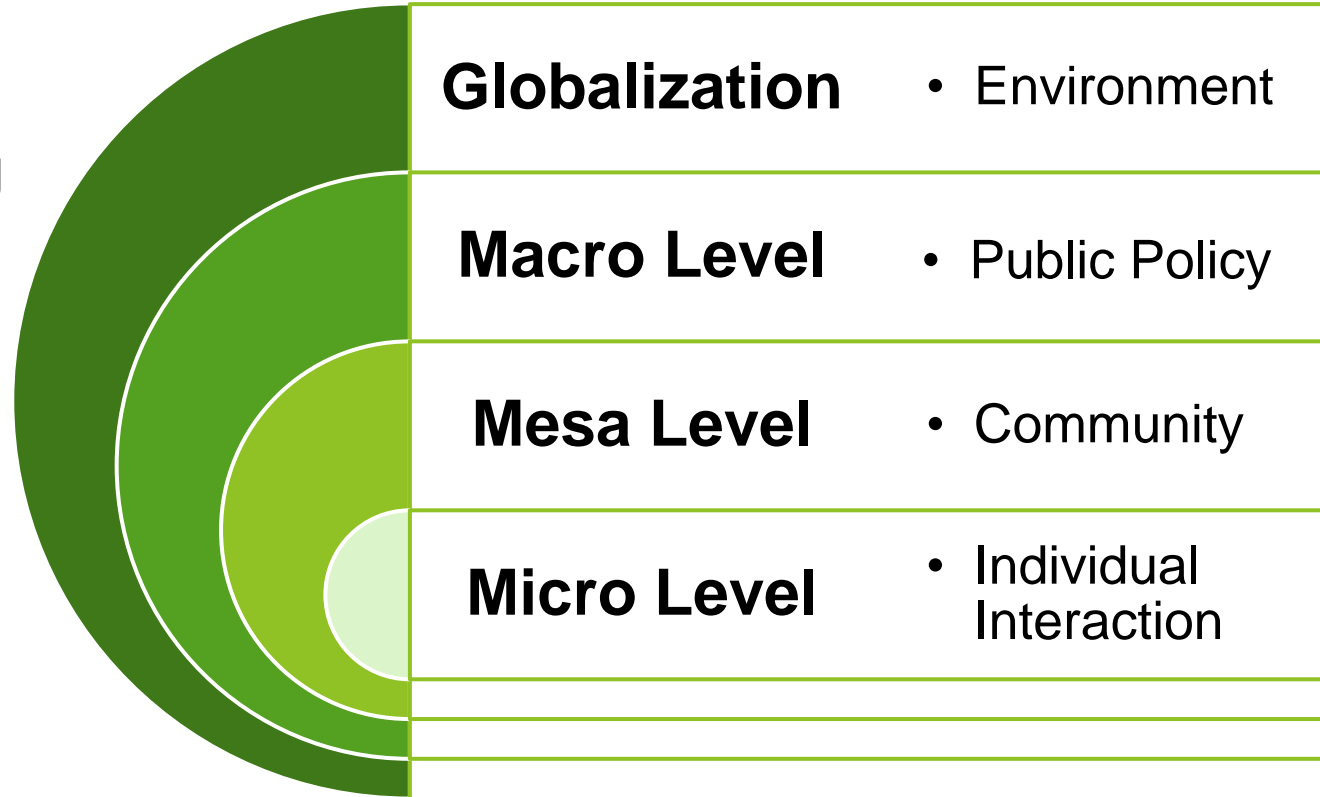 Globalization • Environment
Macro Level • Public Policy
Mesa Level • Community
Micro Level • Individual
Interaction